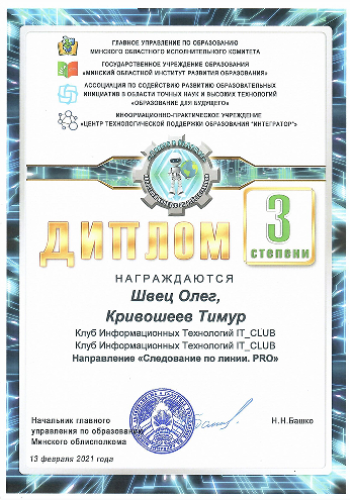 ГЛАВНОЕ УПРАВЛЕНИЕ ПО ОБРАЗОВАНИЮ
МИНСКОГО ОБЛАСТНОГО ИСПОЛНИТЕЛЬНОГО КОМИТЕТА
ГОСУДАРСТВЕННОЕ УЧРЕЖДЕНИЕ ОБРАЗОВАНИЯ
«МИНСКИЙ ОБЛАСТНОЙ ИНСТИТУТ РАЗВИТИЯ ОБРАЗОВАНИЯ»
АССОЦИАЦИЯ ПО СОДЕЙСТВИЮ РАЗВИТИЮ ОБРАЗОВАТЕЛЬНЫХ
ИНИЦИАТИВ В ОБЛАСТИ ТОЧНЫХ НАУК И ВЫСОКИХ ТЕХНОЛОГИЙ
«ОБРАЗОВАНИЕ ДЛЯ БУДУЩЕГО»
ИНФОРМАЦИОННО-ПРАКТИЧЕСКОЕ УЧРЕЖДЕНИЕ
«ЦЕНТР ТЕХНОЛОГИЧЕСКОЙ ПОДДЕРЖКИ ОБРАЗОВАНИЯ "ИНТЕГРАТОР"»
ДИПЛОМ
3
СТЕПЕНИ
НАГРАЖДАЮТСЯ
Швец Олег,
Кривошеев Тимур
Клуб Информационных Технологий IT_CLUB
Клуб Информационных Технологий IT_CLUB
Направление «Следование по линии. PRO»
Начальник главного
управления по образованию
Минского облисполкома
Н.Н.Башко
13 февраля 2021 года